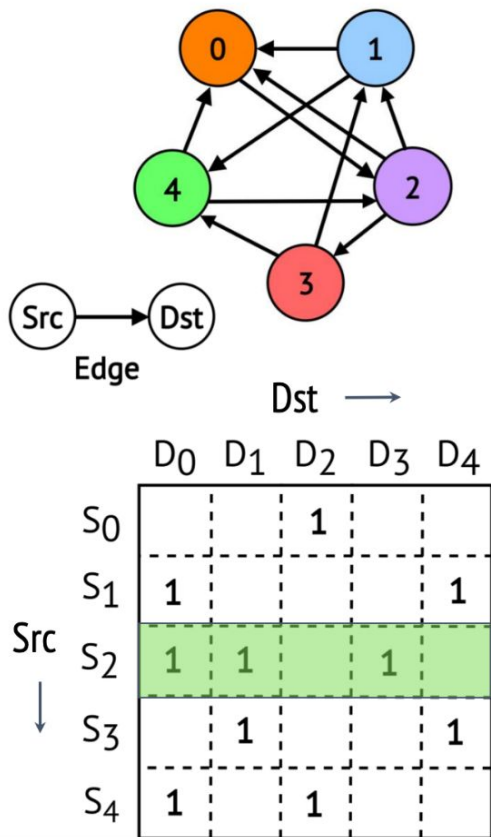 0 1
4 2
3
Src Dst
Edge
Dst
D0 D1 D2 D3 D4
S0 1
S1 1 1
Src
S2 1 1 1
S3 1 1
S4 1 1